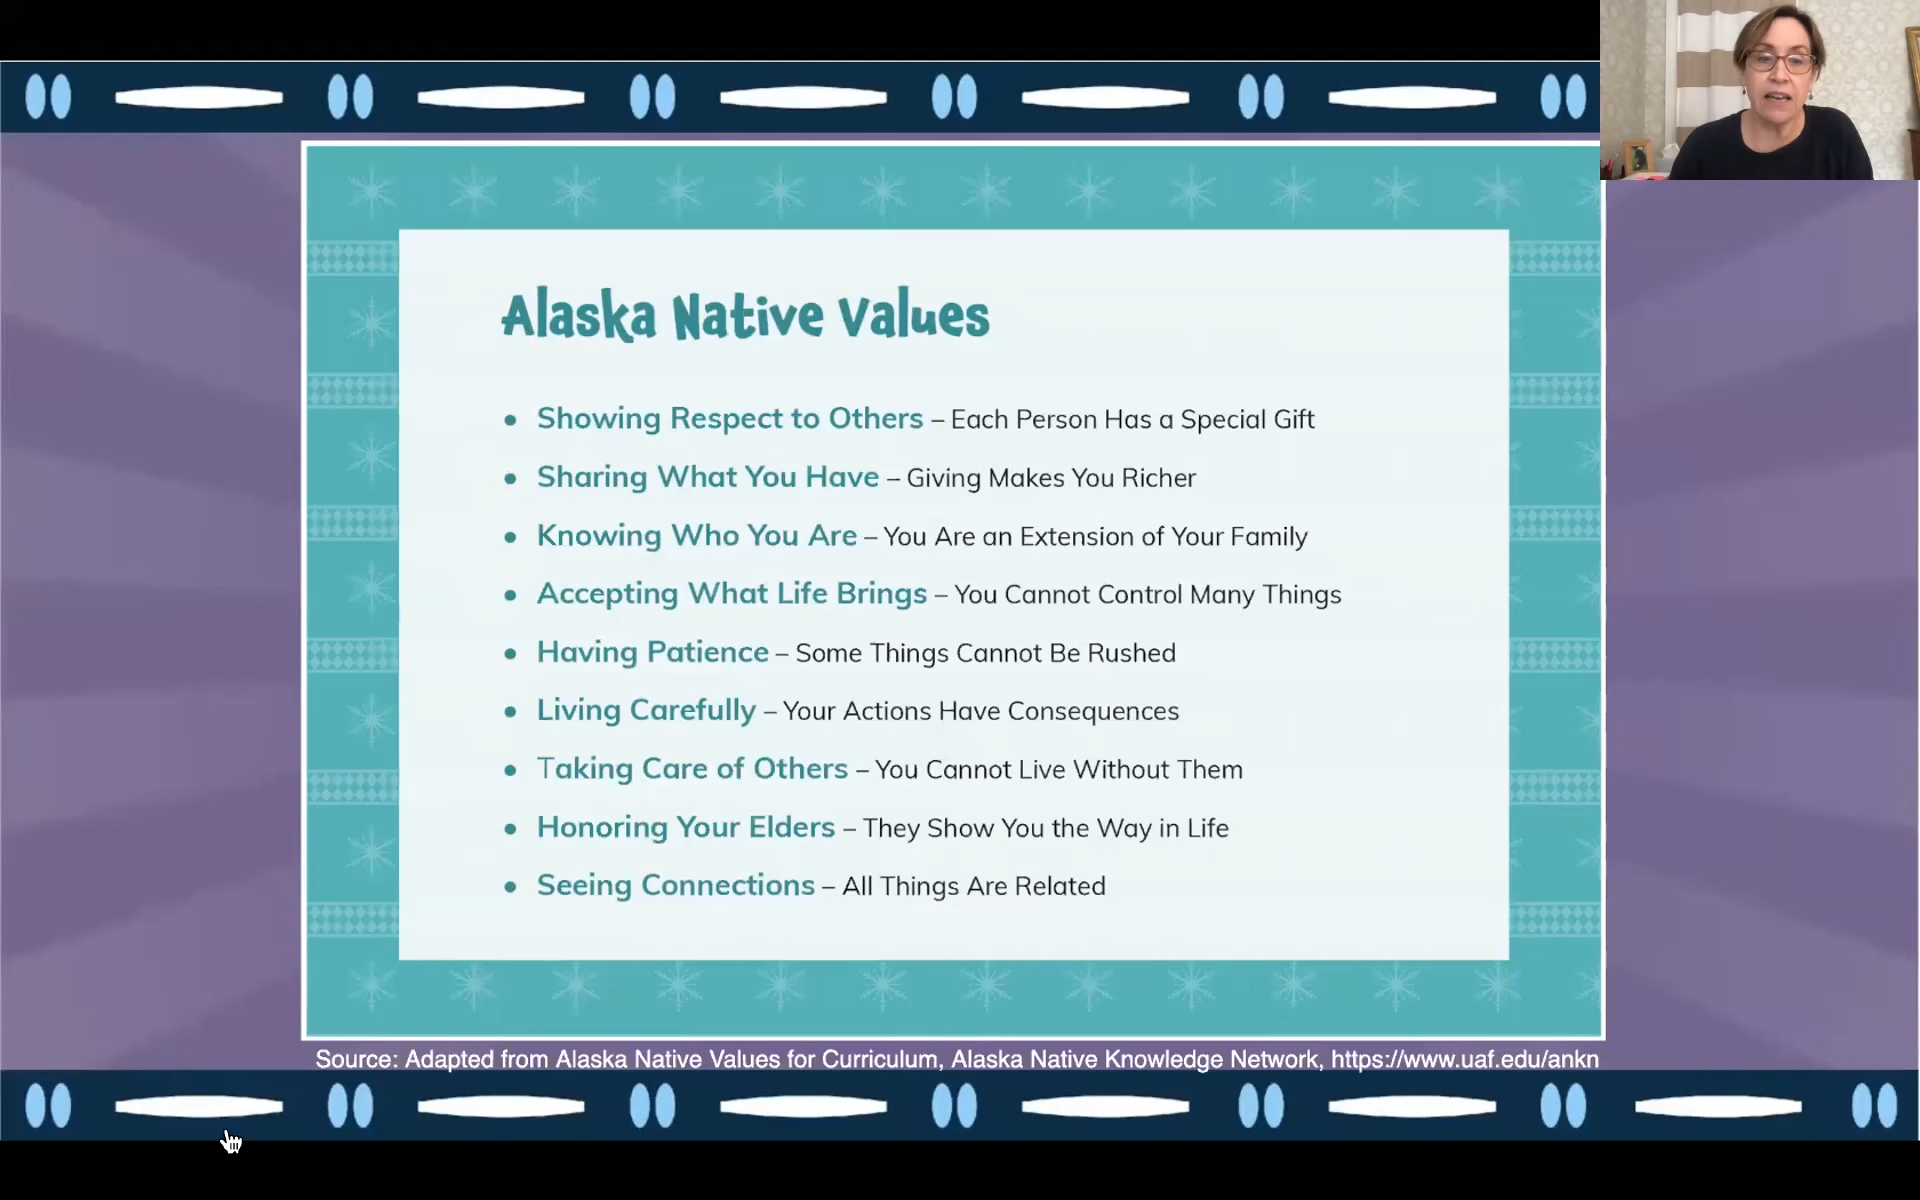 Alaska Native Values
• Showing Respect to Others – Each Person Has a Special Gift
• Sharing What You Have – Giving Makes You Richer
• Knowing Who You Are – You Are an Extension of Your Family
• Accepting What Life Brings – You Cannot Control Many Things
• Having Patience – Some Things Cannot Be Rushed
• Living Carefully – Your Actions Have Consequences
• Taking Care of Others – You Cannot Live Without Them
• Honoring Your Elders – They Show You the Way in Life
• Seeing Connections – All Things Are Related
Source: Adapted from Alaska Native Values for Curriculum, Alaska Native Knowledge Network, https://www.uaf.edu/ankn